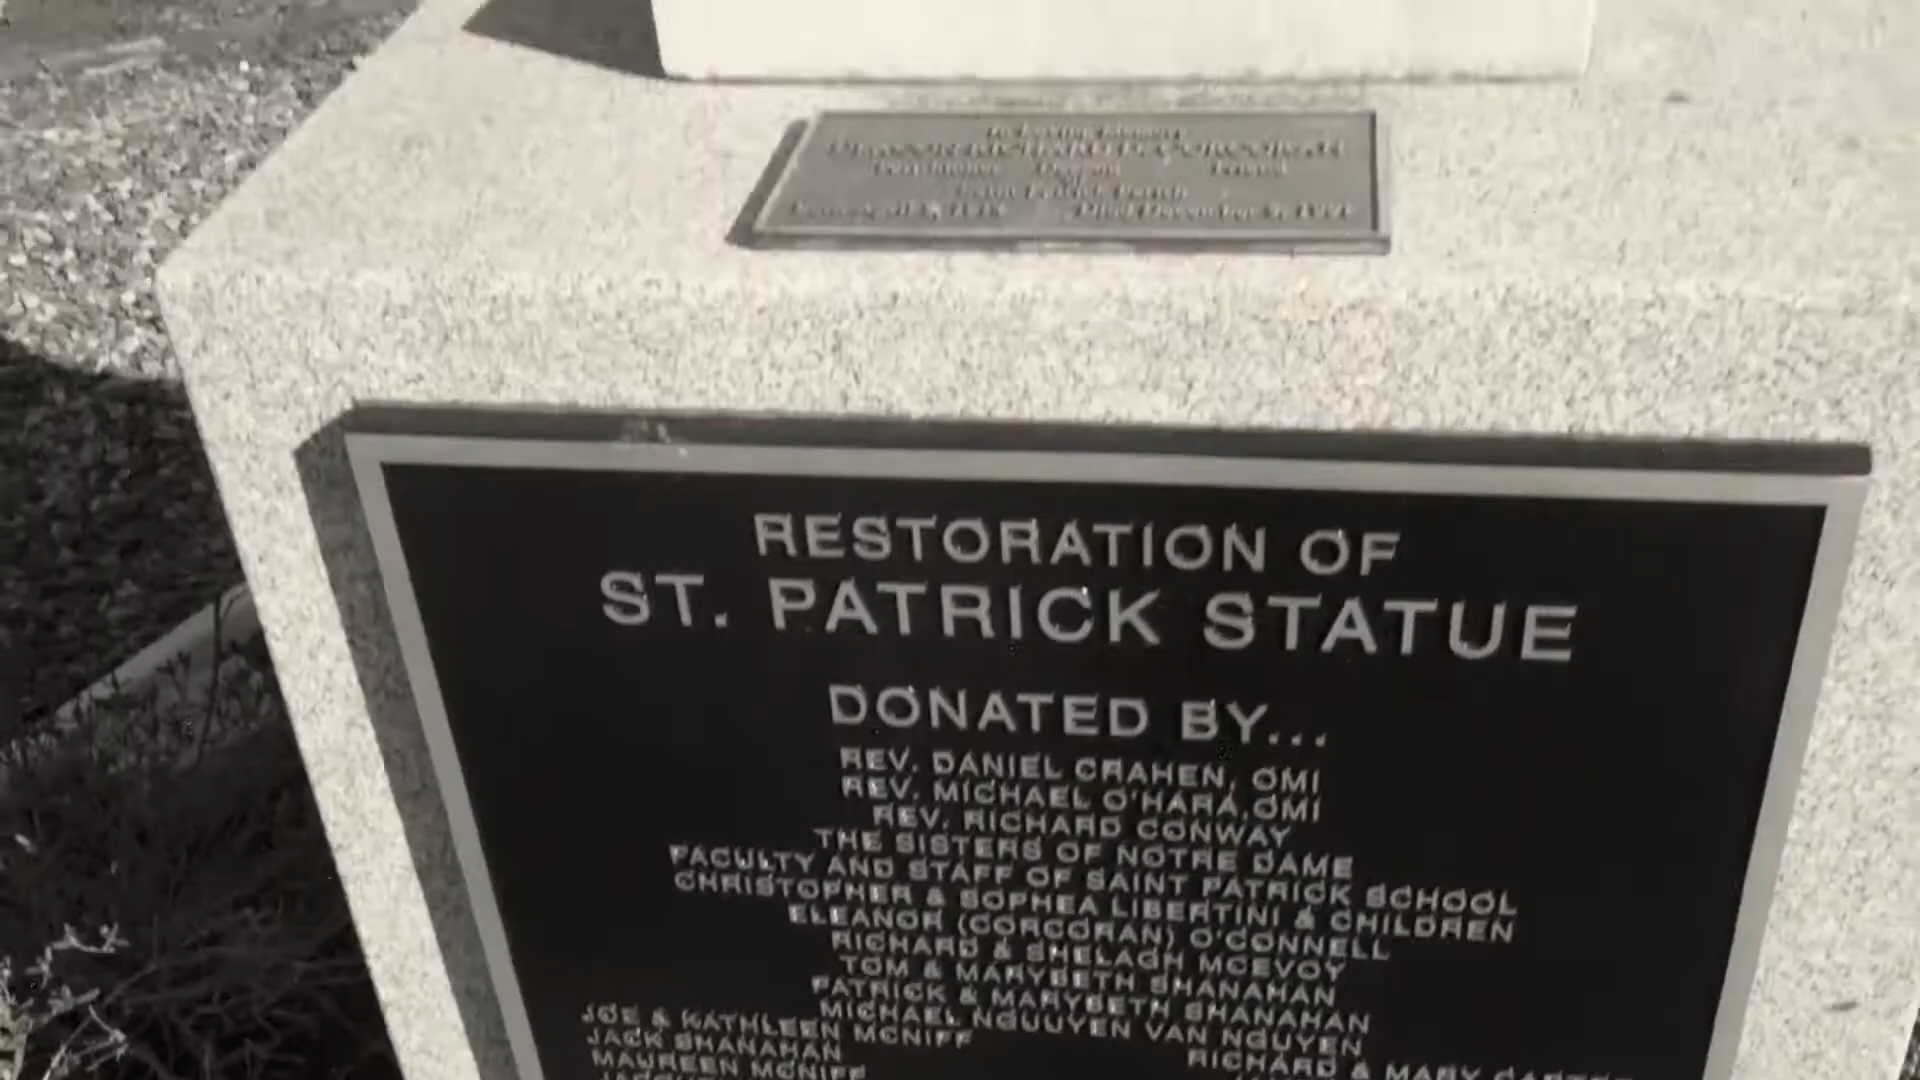 In Loving Memory
RESTORATION OF
ST. PATRICK STATUE
DONATED BY...
REV. DANIEL CRAHEN, OMI
REV. MICHAEL O'HARA, OMI
REV. RICHARD CONWAY
THE SISTERS OF NOTRE DAME
FACULTY AND STAFF OF SAINT PATRICK SCHOOL
CHRISTOPHER & SOPHEA LIBERTINI & CHILDREN
ELEANOR (CORCORAN) O'CONNELL
RICHARD & SHELAGH MCEVOY
TOM & MARYBETH SHANAHAN
PATRICK & MARYBETH SHANAHAN
MICHAEL NGUUYEN VAN NGUYEN
JOE & KATHLEEN MCNIFF
JACK SHANAHAN
RICHARD & MARY
MAUREEN MCNIFF